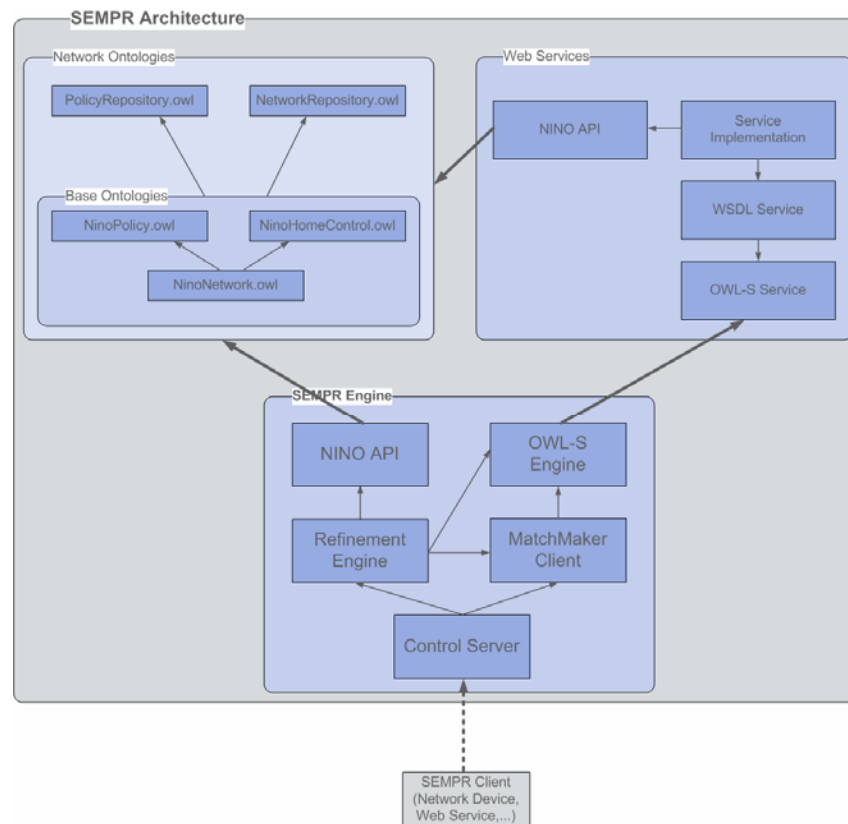 SEMPR Architecture
Network Ontologies
PolicyRepository.owl
NetworkRepository.owl
Base Ontologies
NinoPolicy.owl
NinoHomeControl.owl
NinoNetwork.owl
Web Services
NINO API
Service
Implementation
WSDL Service
OWL-S Service
SEMPR Engine
NINO API
OWL-S
Engine
Refinement
Engine
MatchMaker
Client
Control Server
SEMPR Client
(Network Device,
Web Service,...)